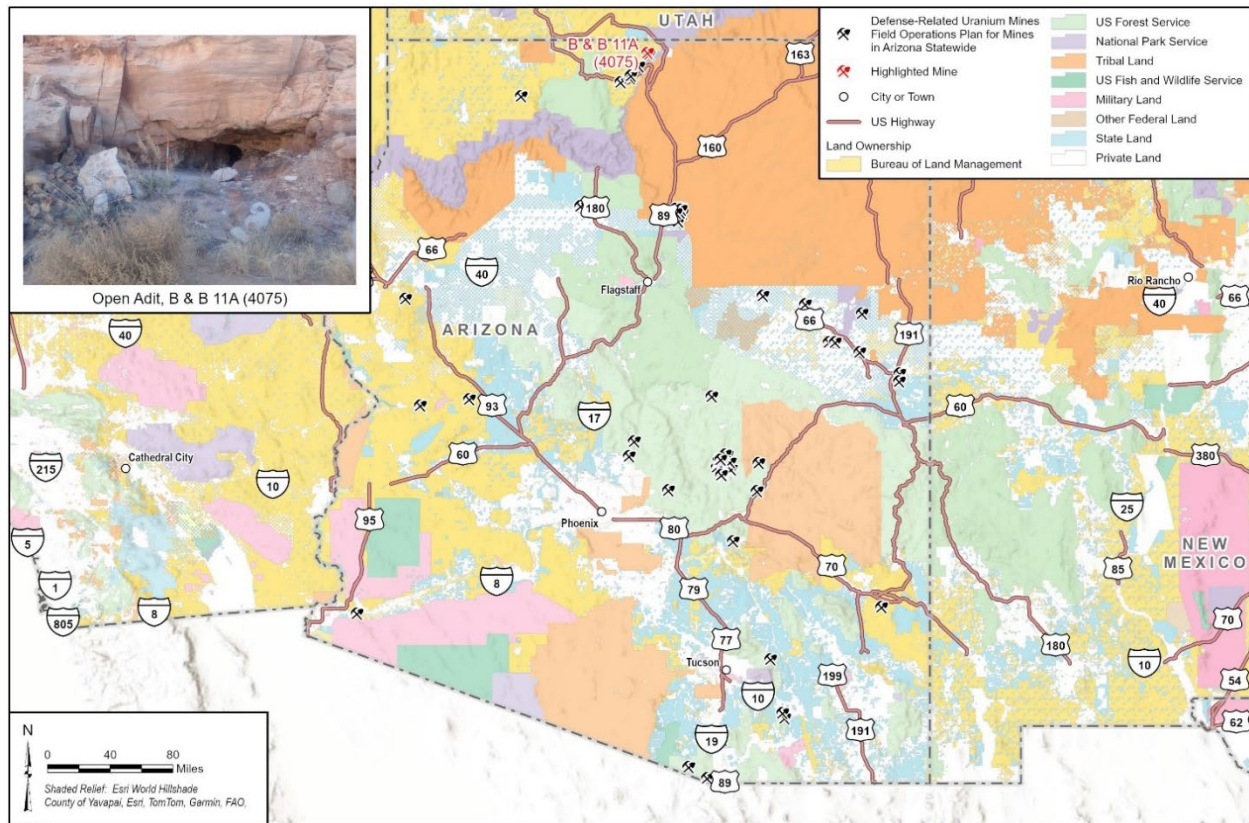 Open Adit, B & B 11A (4075)
UTAH
B & B 11A
(4075)
163
160
180
89
66
40
Flagstaff
ARIZONA
66
191
Rio Rancho
40
66
40
93
17
60
60
380
Cathedral City
215
10
95
Phoenix
80
25
NEW
MEXICO
5
1
805
8
8
79
70
85
70
77
Tucson
10
199
180
10
54
19
191
62
89
Defense-Related Uranium Mines
Field Operations Plan for Mines
in Arizona Statewide
Highlighted Mine
City or Town
US Highway
Land Ownership
Bureau of Land Management
US Forest Service
National Park Service
Tribal Land
US Fish and Wildlife Service
Military Land
Other Federal Land
State Land
Private Land
N
0 40 80
Miles
Shaded Relief: Esri World Hillshade
County of Yavapai, Esri, TomTom, Garmin, FAO,